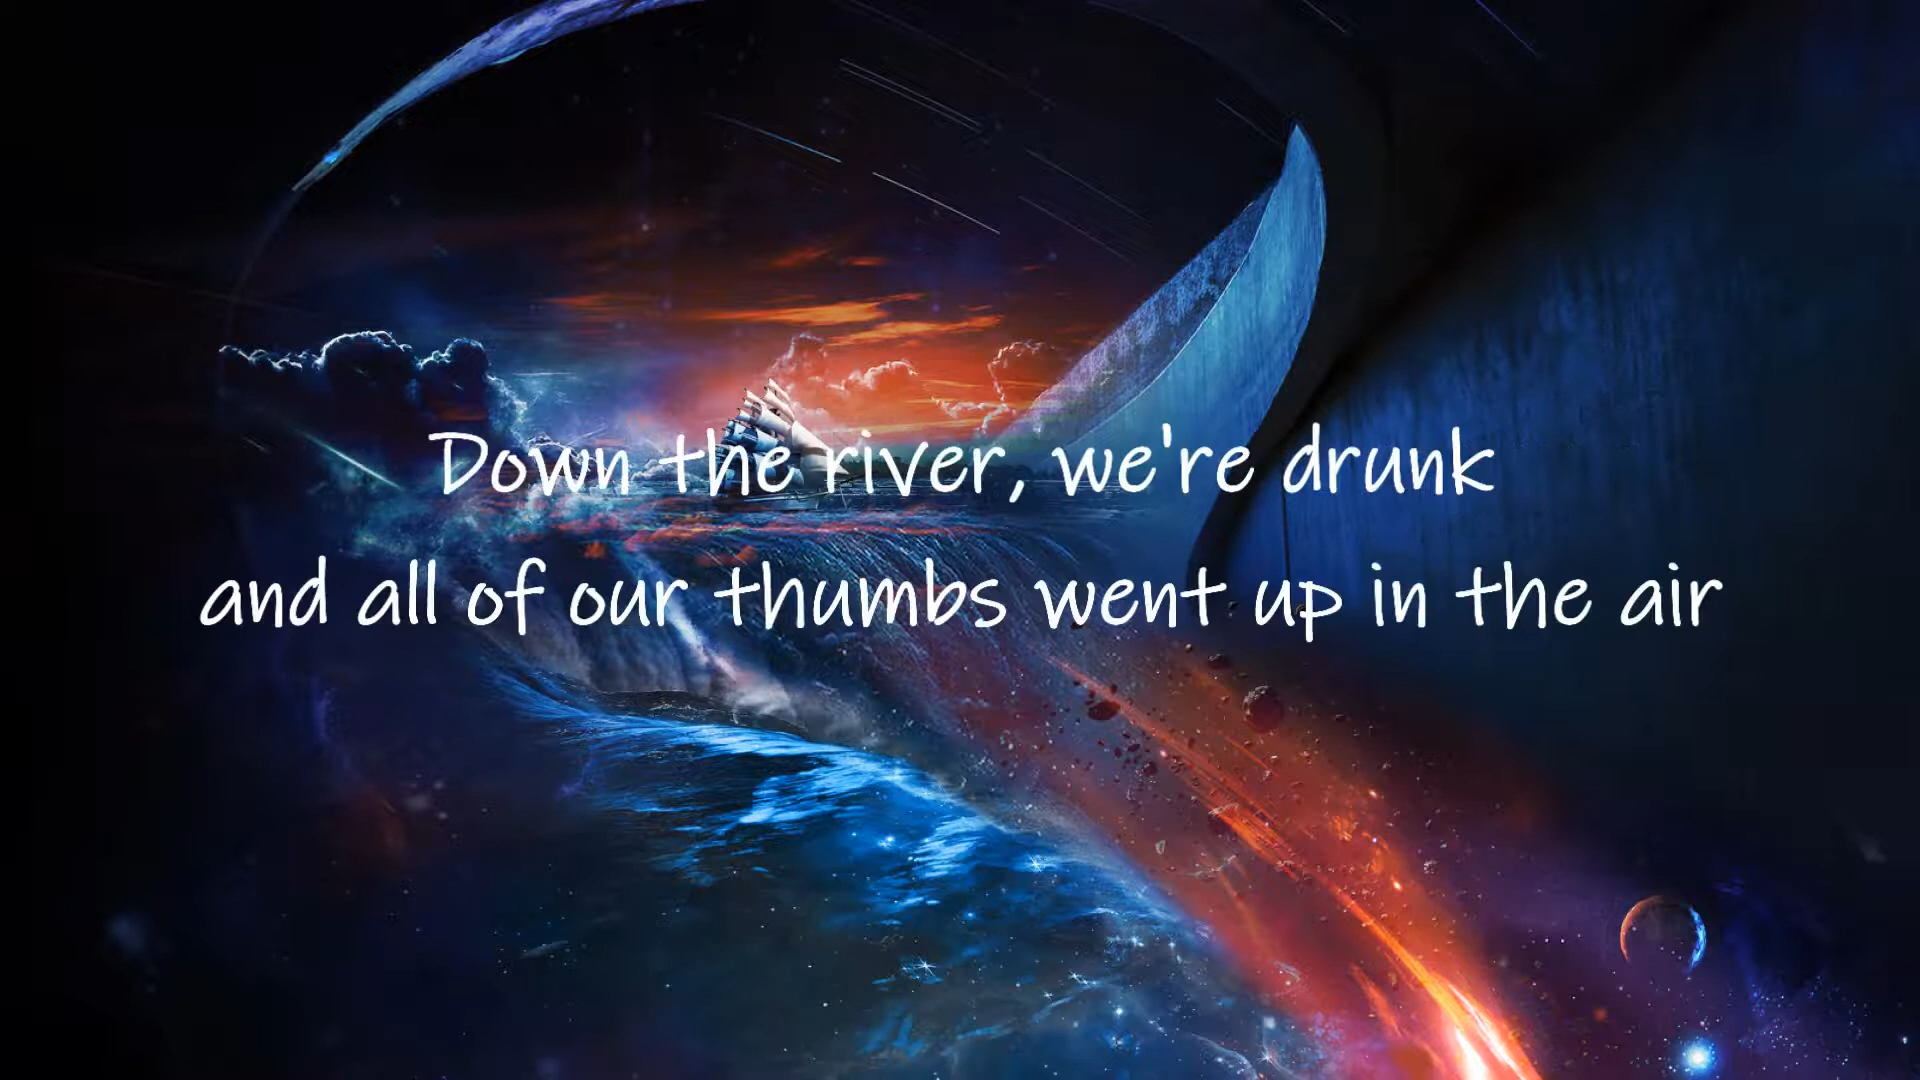 Down the river, we're drunk
and all of our thumbs went up in the air